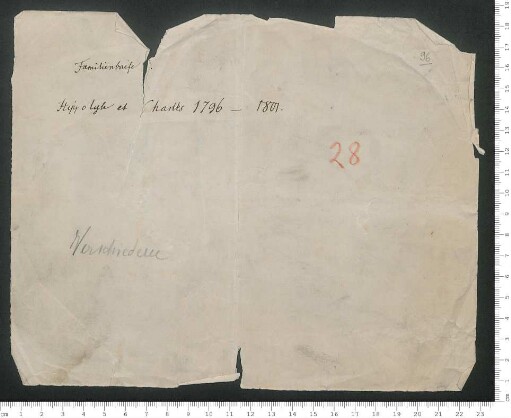 96
Familienbriefe
Hippolyte et Charles 1796 — 1801.
28
Verschiedene